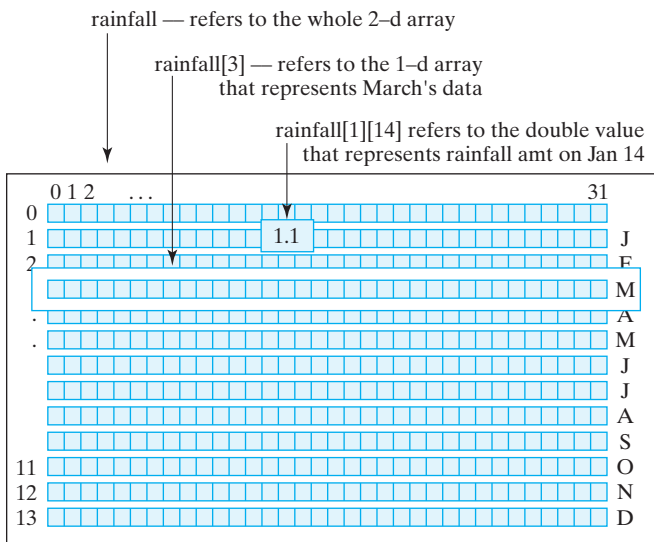 rainfall — refers to the whole 2–d array
rainfall[3] — refers to the 1–d array
that represents March's data
rainfall[1][14] refers to the double value
that represents rainfall amt on Jan 14
0 1 2 ... 31
0
1 1.1 J
2 F
M
. A
. M
J
J
A
S
11 O
12 N
13 D